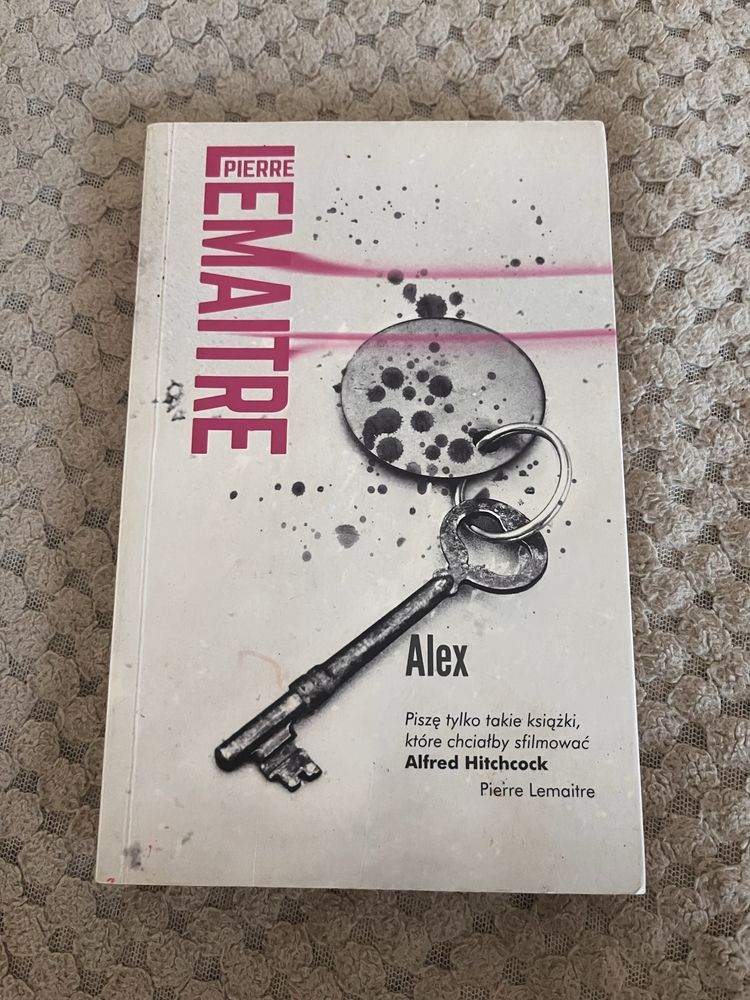 PIERRE
LEMAITRE
Alex
Piszę tylko takie książki,
które chciałby sfilmować
Alfred Hitchcock
Pierre Lemaitre